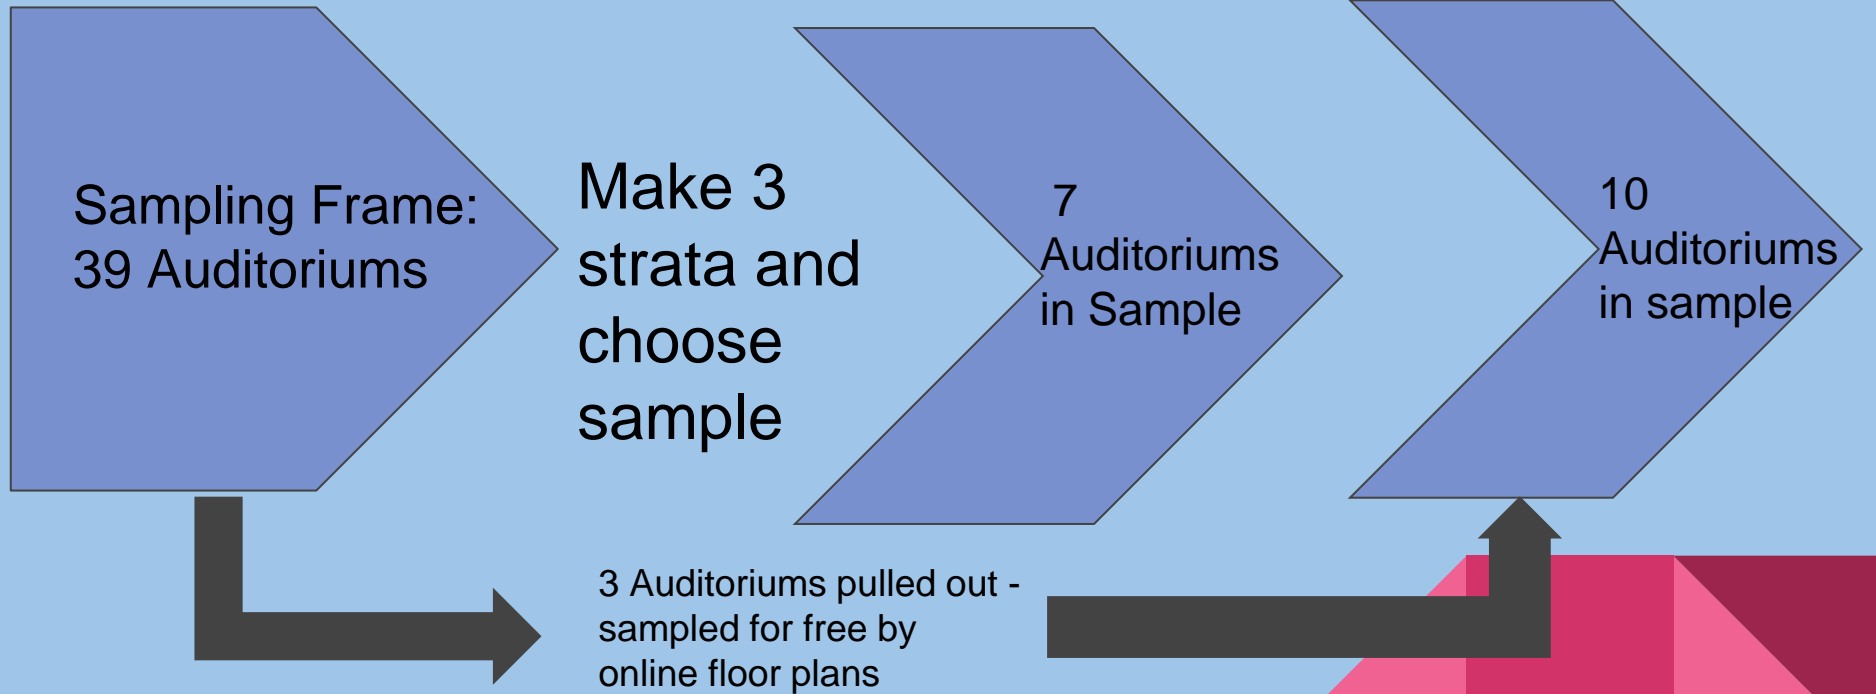 Sampling Frame:
39 Auditoriums
Make 3
strata and
choose
sample
7
Auditoriums
in Sample
10
Auditoriums
in sample
3 Auditoriums pulled out -
sampled for free by
online floor plans